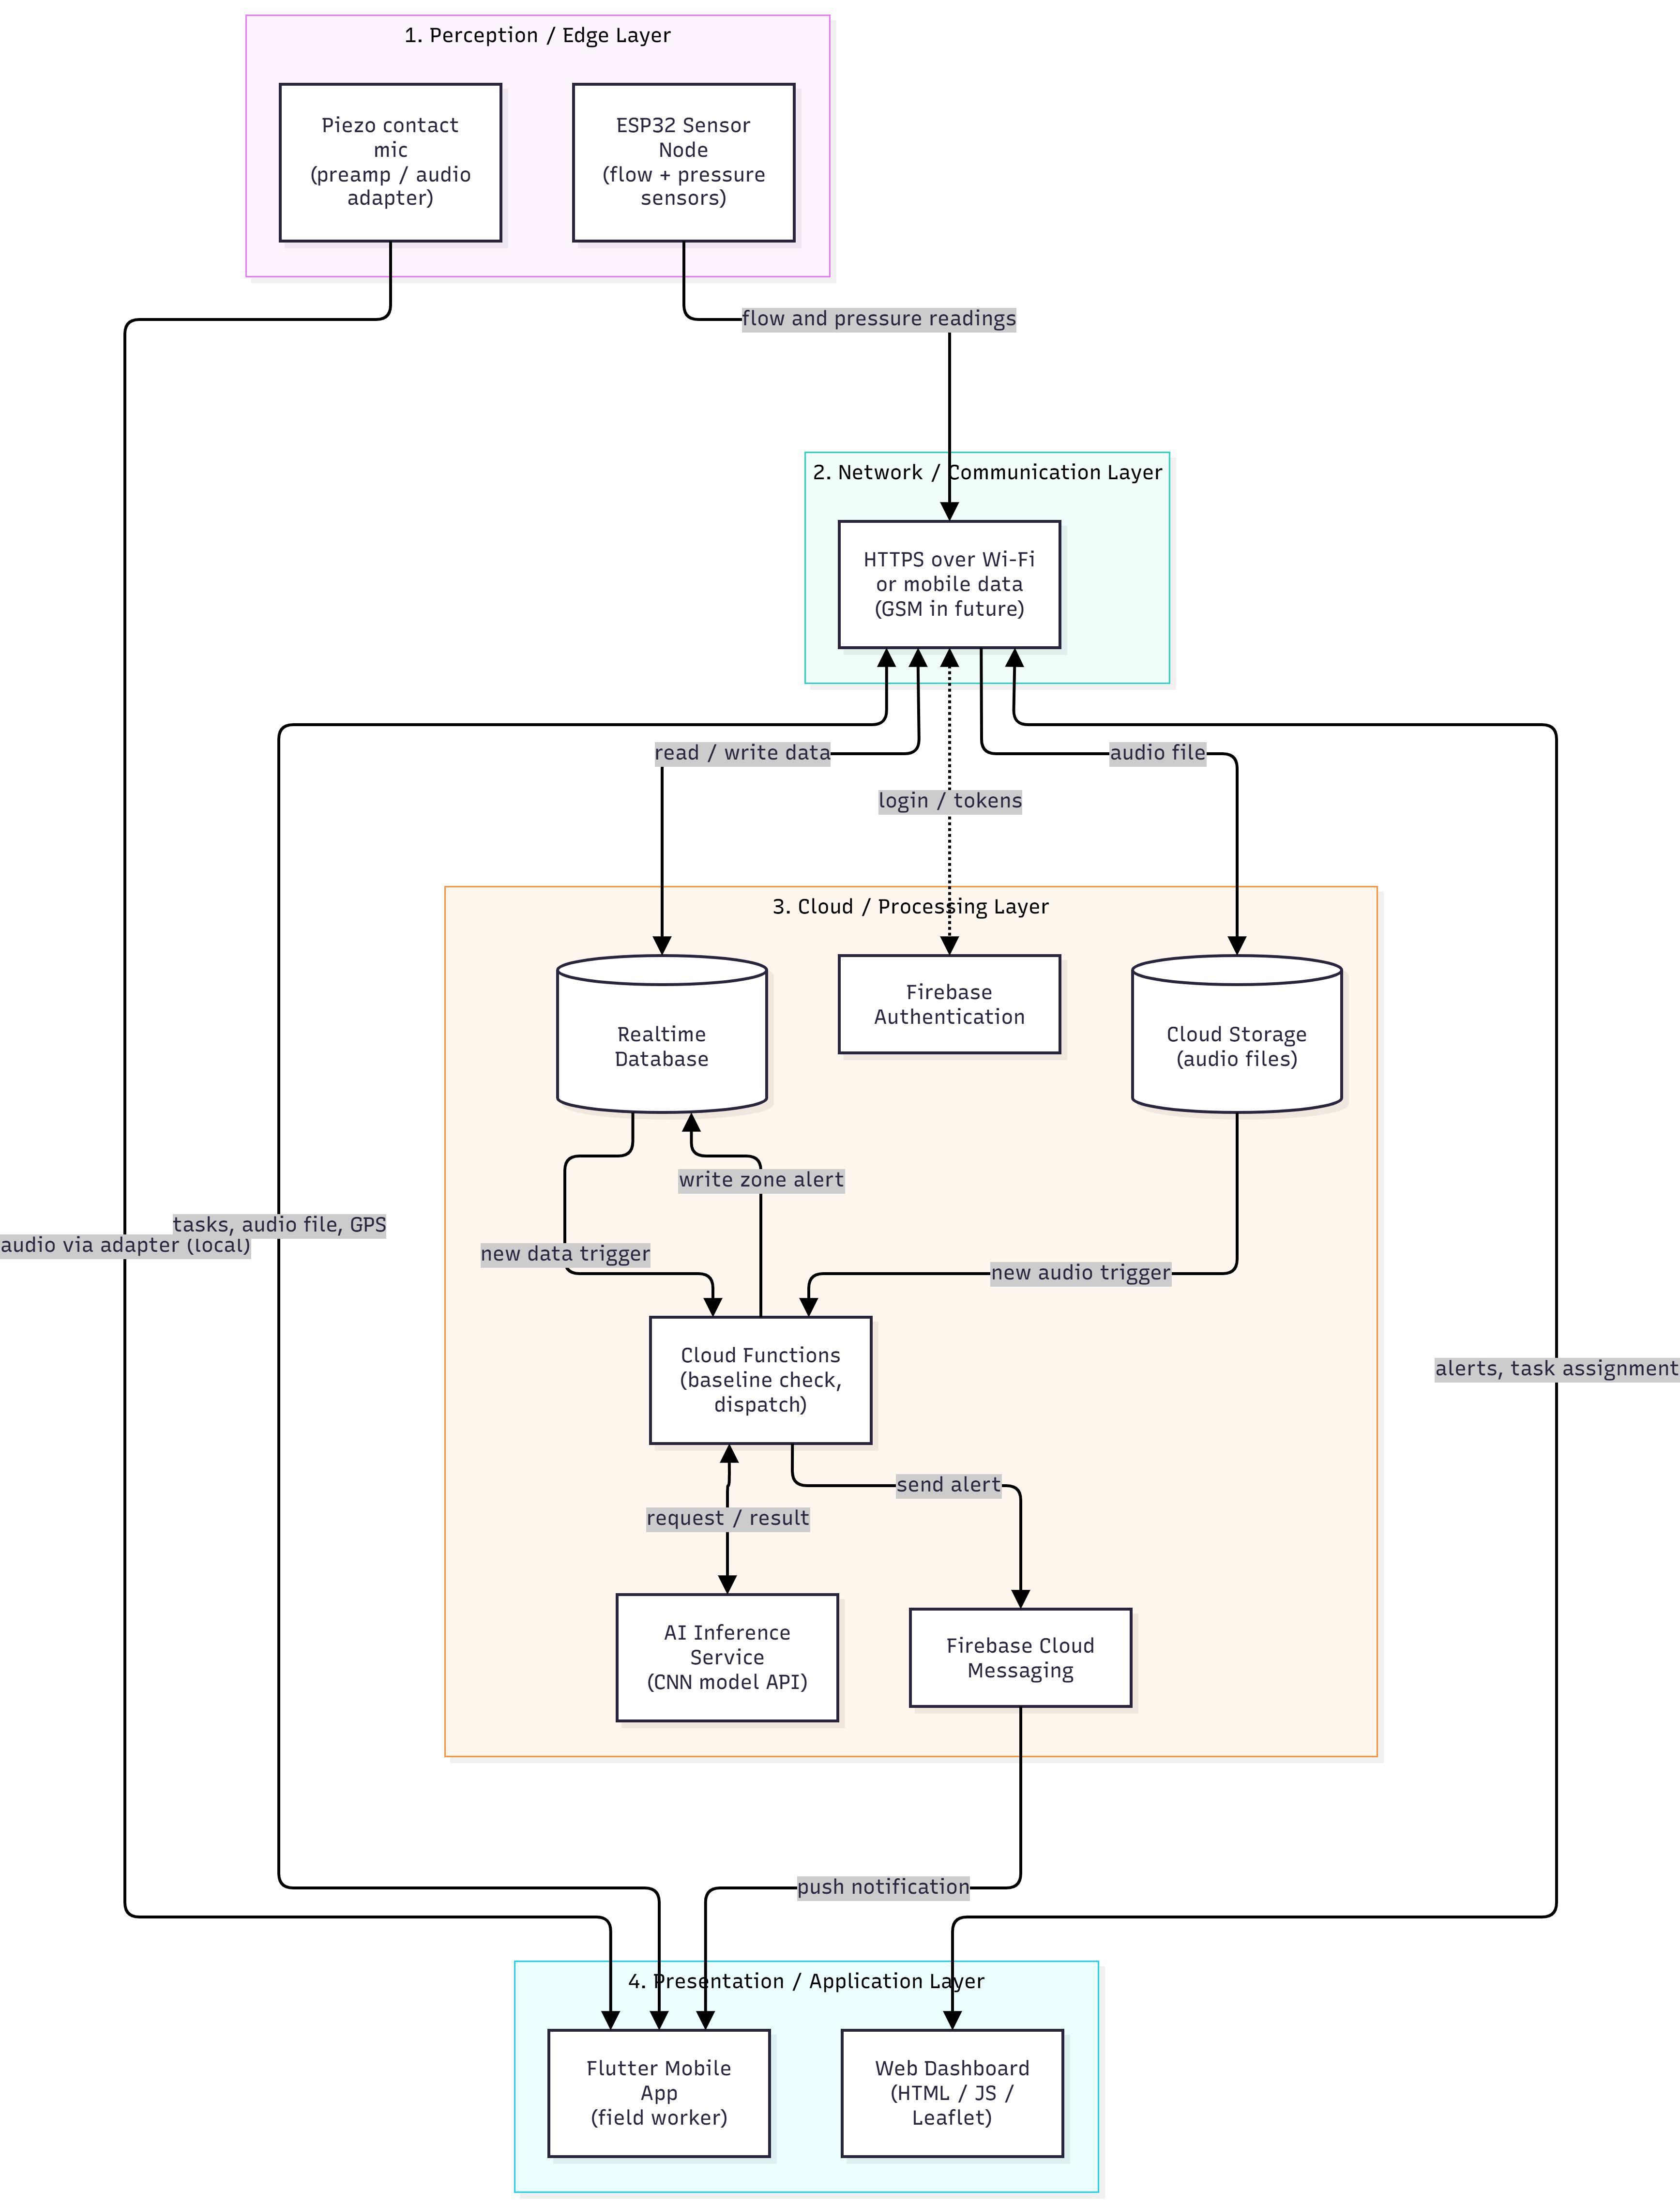 1. Perception / Edge Layer
Piezo contact
mic
(preamp / audio
adapter)
ESP32 Sensor
Node
(flow + pressure
sensors)
flow and pressure readings
2. Network / Communication Layer
HTTPS over Wi-Fi
or mobile data
(GSM in future)
read / write data
audio file
login / tokens
3. Cloud / Processing Layer
Realtime
Database
Firebase
Authentication
Cloud Storage
(audio files)
write zone alert
tasks, audio file, GPS
audio via adapter (local)
new data trigger
new audio trigger
Cloud Functions
(baseline check,
dispatch)
alerts, task assignment
send alert
request / result
AI Inference
Service
(CNN model API)
Firebase Cloud
Messaging
push notification
4. Presentation / Application Layer
Flutter Mobile
App
(field worker)
Web Dashboard
(HTML / JS /
Leaflet)